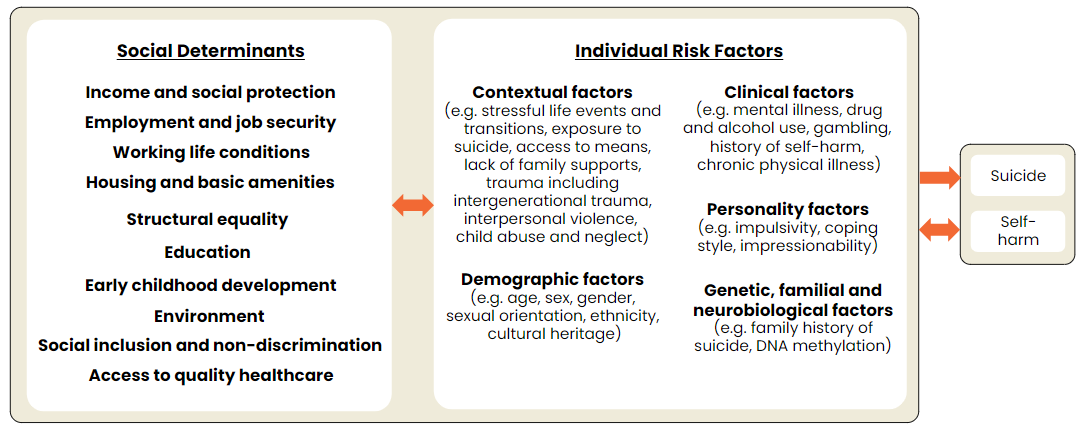 Social Determinants
Income and social protection
Employment and job security
Working life conditions
Housing and basic amenities
Structural equality
Education
Early childhood development
Environment
Social inclusion and non-discrimination
Access to quality healthcare
Individual Risk Factors
Contextual factors
(e.g. stressful life events and
transitions, exposure to
suicide, access to means,
lack of family supports,
trauma including
intergenerational trauma,
interpersonal violence,
child abuse and neglect)
Demographic factors
(e.g. age, sex, gender,
sexual orientation, ethnicity,
cultural heritage)
Clinical factors
(e.g. mental illness, drug
and alcohol use, gambling,
history of self-harm,
chronic physical illness)
Personality factors
(e.g. impulsivity, coping
style, impressionability)
Genetic, familial and
neurobiological factors
(e.g. family history of
suicide, DNA methylation)
Suicide
Self-
harm